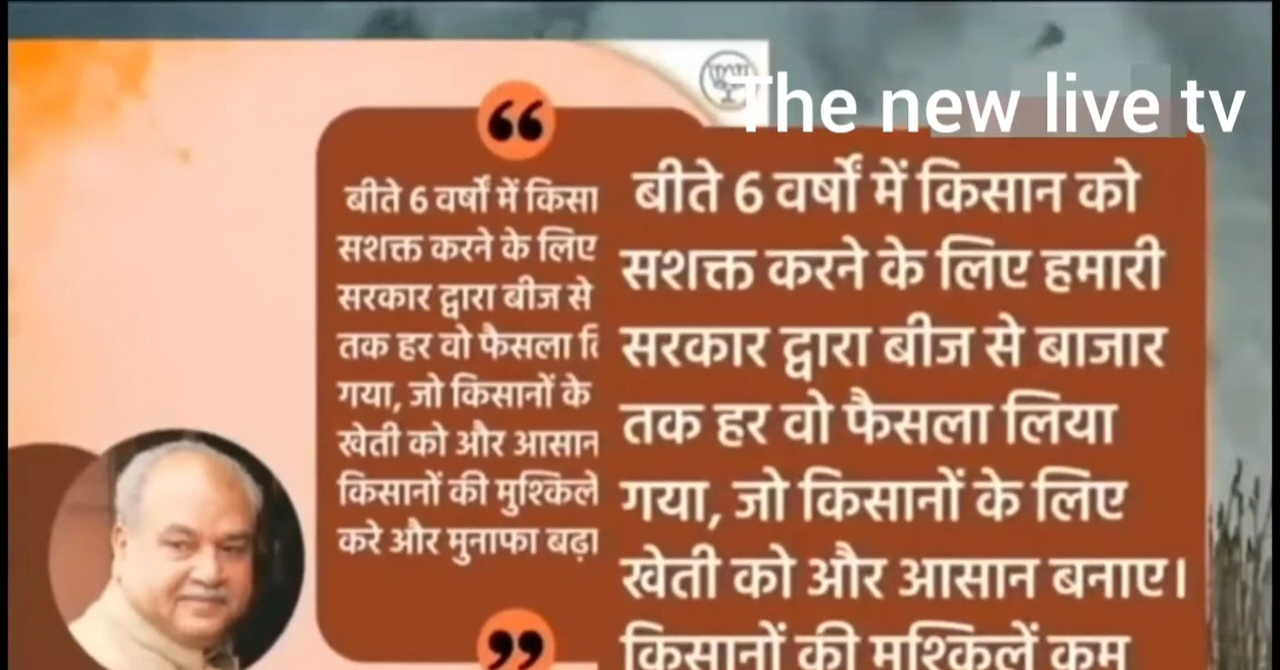 The new live tv
बीते 6 वर्षों में
सशक्त करने के लिए
सरकार द्वारा बीज से
तक हर वो फैसला
गया, जो किसानों के
खेती को और आसान
किसानों की मुश्किलें
करे और मुनाफा
बीते 6 वर्षों में किसान को
सशक्त करने के लिए हमारी
सरकार द्वारा बीज से बाजार
तक हर वो फैसला लिया
गया, जो किसानों के लिए
खेती को और आसान बनाए।
किसानों की मुश्किलें कम